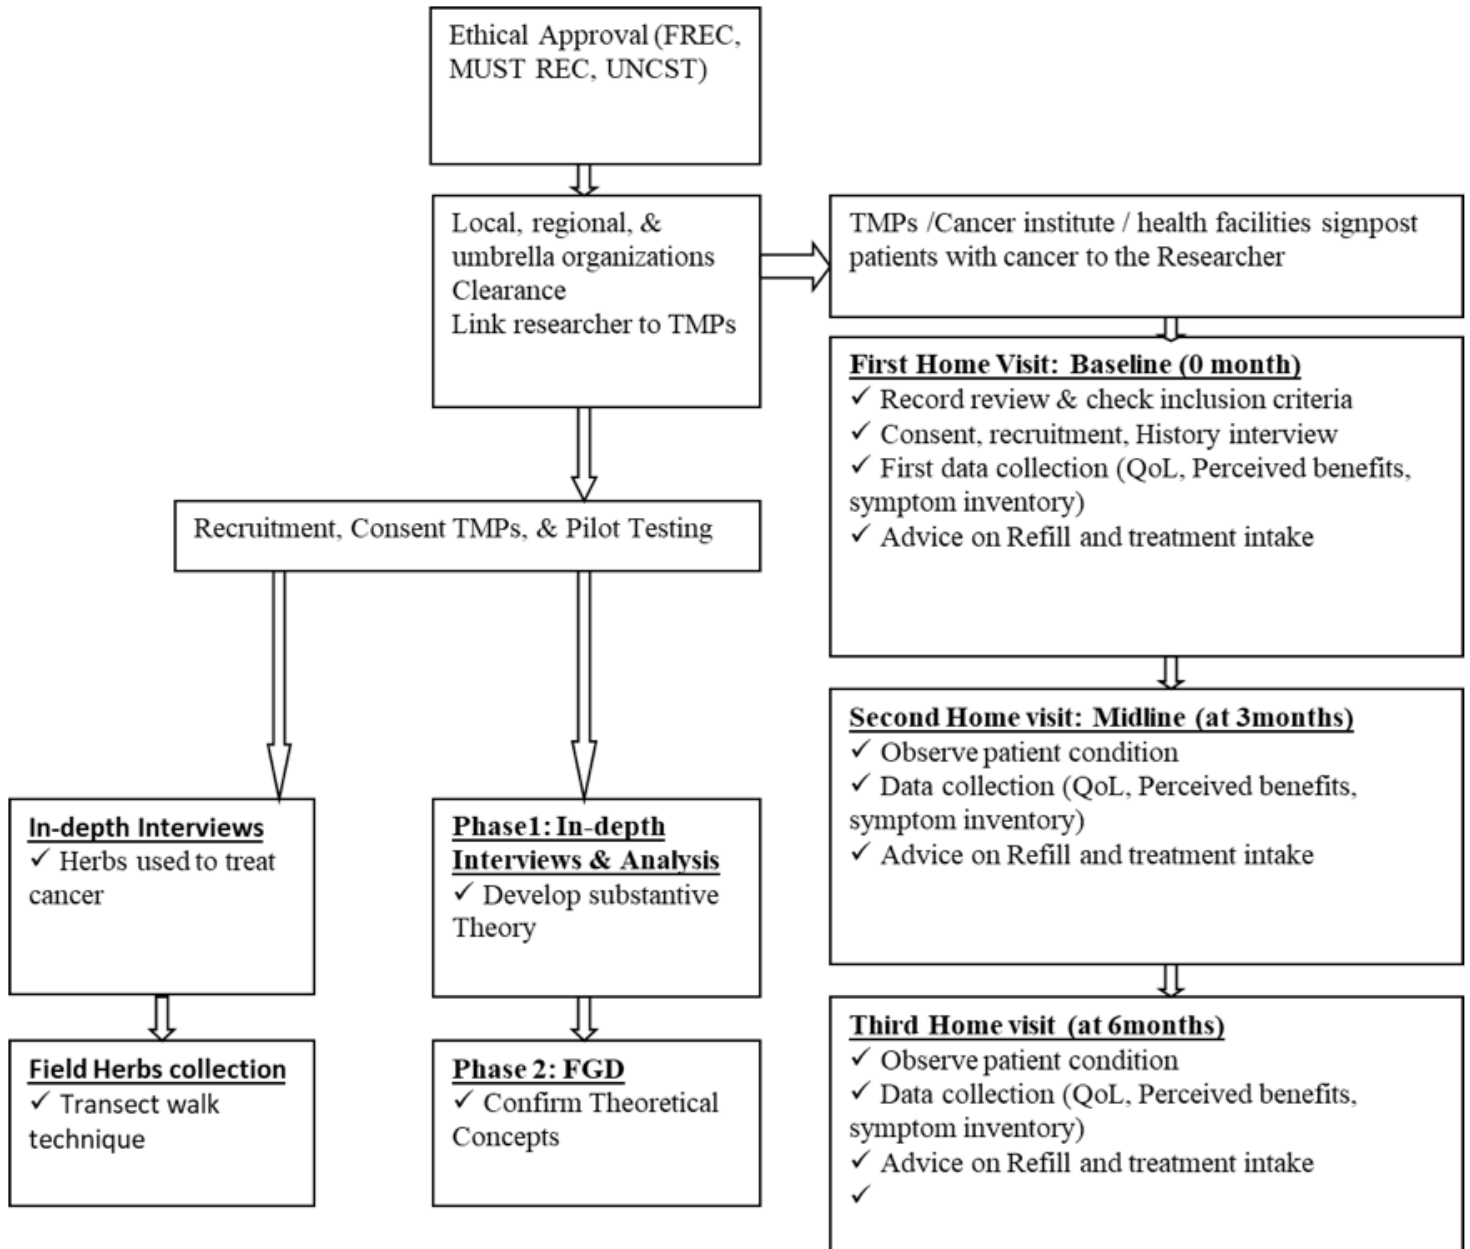 Ethical Approval (FREC,
MUST REC, UNCST)
Local, regional, &
umbrella organizations
Clearance
Link researcher to TMPs
TMPs /Cancer institute / health facilities signpost
patients with cancer to the Researcher
First Home Visit: Baseline (0 month)
✓ Record review & check inclusion criteria
✓ Consent, recruitment, History interview
✓ First data collection (QoL, Perceived benefits,
symptom inventory)
✓ Advice on Refill and treatment intake
Recruitment, Consent TMPs, & Pilot Testing
Second Home visit: Midline (at 3months)
✓ Observe patient condition
✓ Data collection (QoL, Perceived benefits,
symptom inventory)
✓ Advice on Refill and treatment intake
In-depth Interviews
✓ Herbs used to treat
cancer
Phase1: In-depth
Interviews & Analysis
✓ Develop substantive
Theory
Third Home visit (at 6months)
✓ Observe patient condition
✓ Data collection (QoL, Perceived benefits,
symptom inventory)
✓ Advice on Refill and treatment intake
✓
Field Herbs collection
✓ Transect walk
technique
Phase 2: FGD
✓ Confirm Theoretical
Concepts